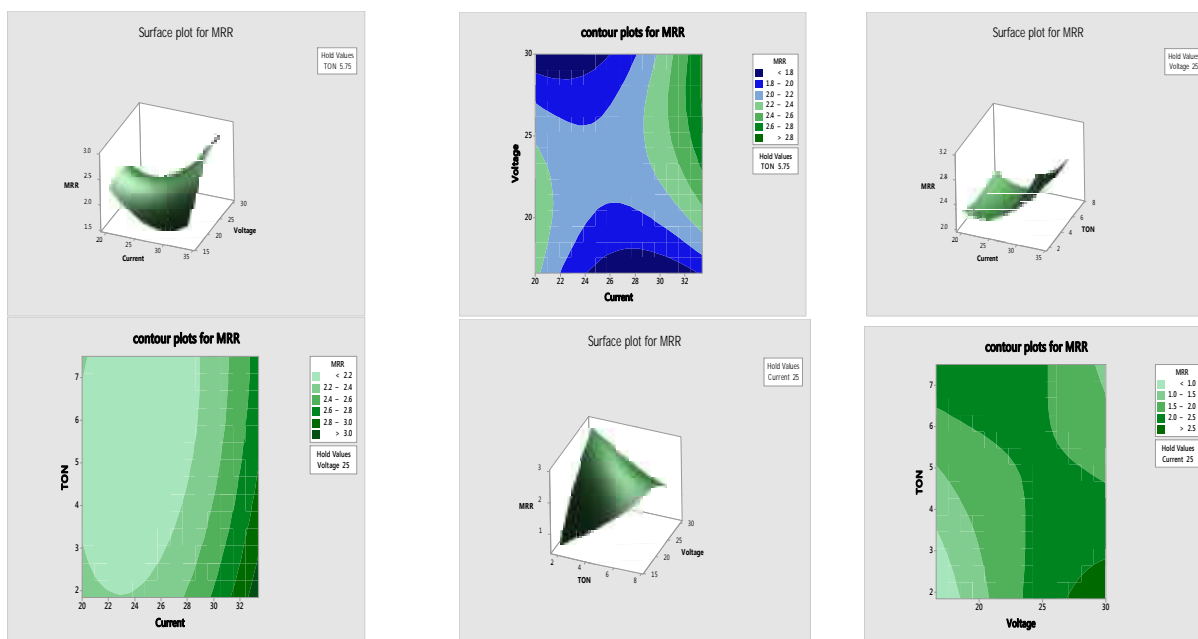 Surface plot for MRR
Hold Values
TON 5.75
3.0
2.5
MRR
2.0
1.5
20
25
30
35
Current
15
20
25
30
Voltage
contour plots for MRR
30
25
20
Voltage
20 22 24 26 28 30 32
Current
MRR
< 1.8
1.8 – 2.0
2.0 – 2.2
2.2 – 2.4
2.4 – 2.6
2.6 – 2.8
> 2.8
Hold Values
TON 5.75
Surface plot for MRR
Hold Values
Voltage 25
3.2
2.8
MRR
2.4
2.0
20
25
30
35
Current
2
4
6
8
TON
contour plots for MRR
7
6
5
4
3
2
TON
20 22 24 26 28 30 32
Current
MRR
< 2.2
2.2 – 2.4
2.4 – 2.6
2.6 – 2.8
2.8 – 3.0
> 3.0
Hold Values
Voltage 25
Surface plot for MRR
Hold Values
Current 25
3
2
MRR
1
2
4
6
8
TON
15
20
25
30
Voltage
contour plots for MRR
7
6
5
4
3
2
TON
20 25 30
Voltage
MRR
< 1.0
1.0 – 1.5
1.5 – 2.0
2.0 – 2.5
> 2.5
Hold Values
Current 25